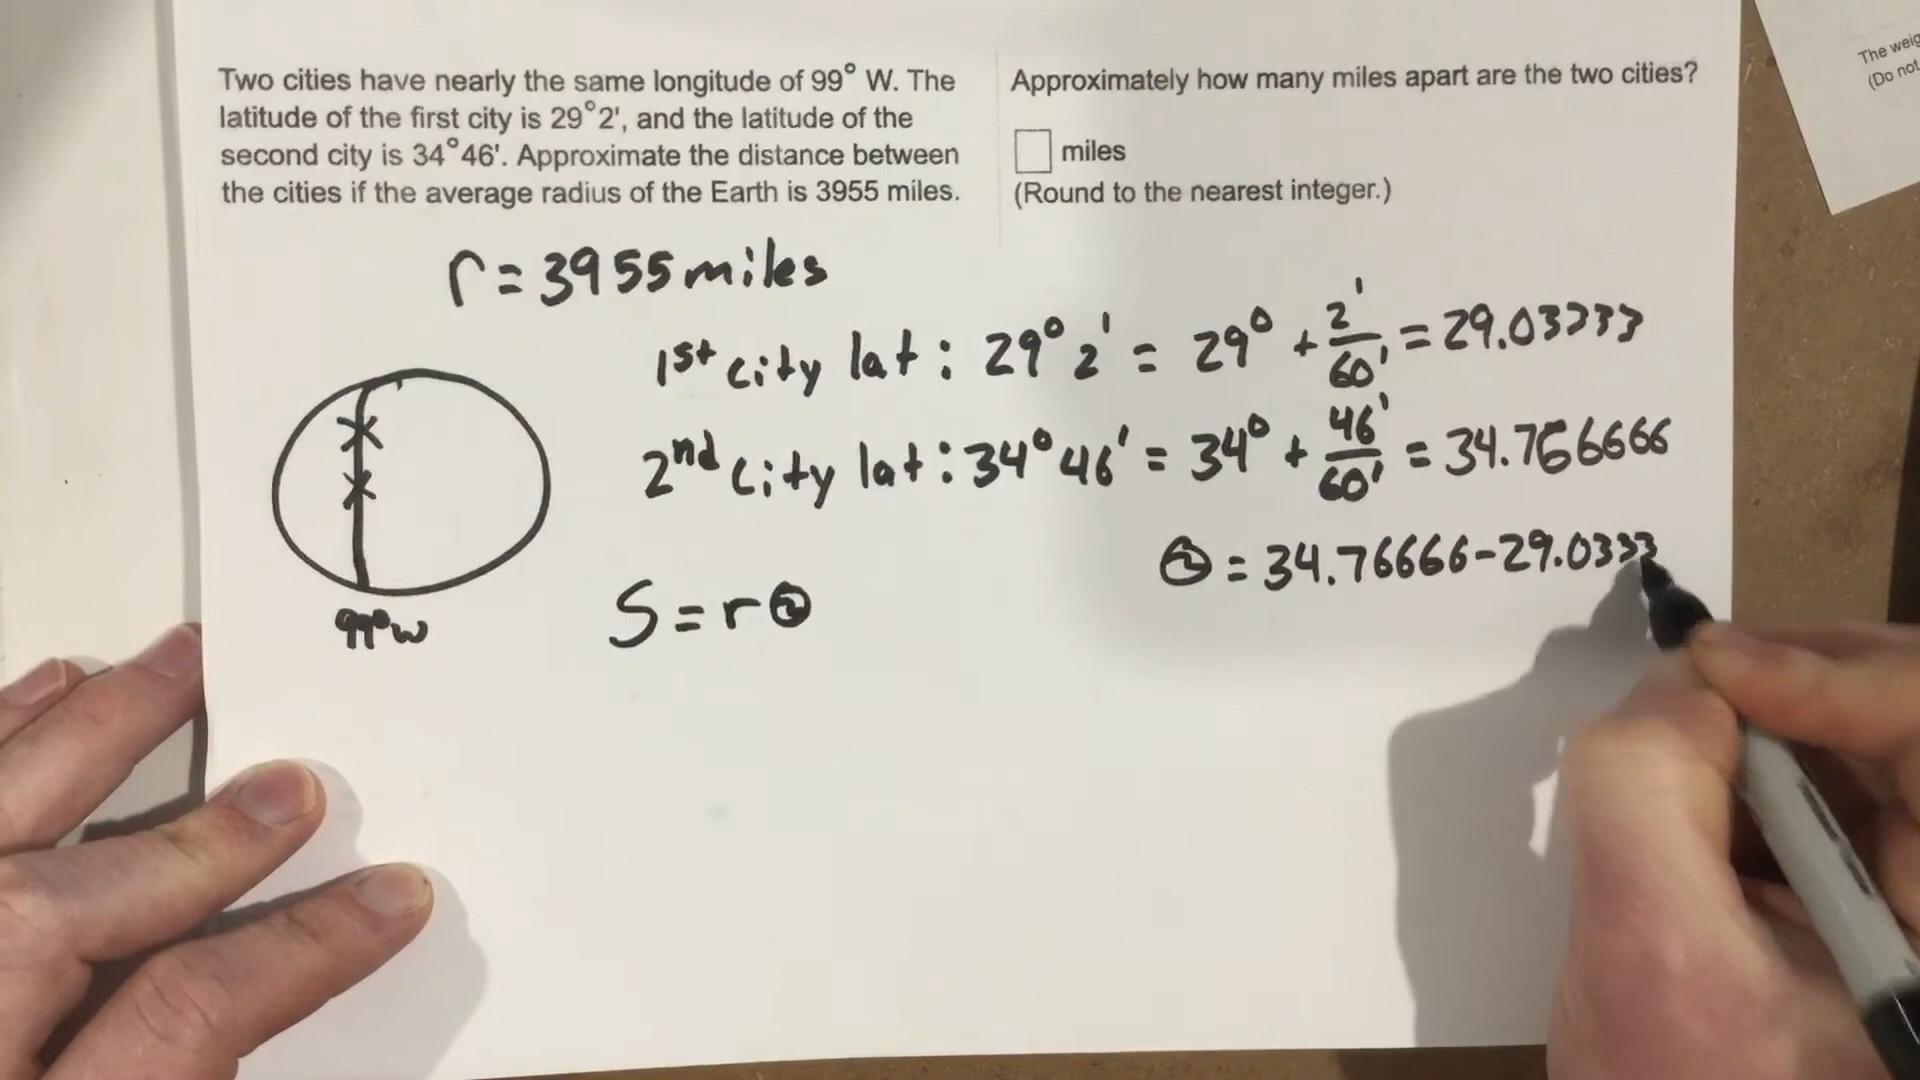 Two cities have nearly the same longitude of 99° W. The
latitude of the first city is 29°2', and the latitude of the
second city is 34°46'. Approximate the distance between
the cities if the average radius of the Earth is 3955 miles.
Approximately how many miles apart are the two cities?
miles
(Round to the nearest integer.)
The weig
(Do not
r = 3955 miles
1st city lat: 29° 2' = 29° + 2'/60' = 29.03333
2nd city lat: 34° 46' = 34° + 46'/60' = 34.766666
θ = 34.76666-29.0333
S = rθ
99°W